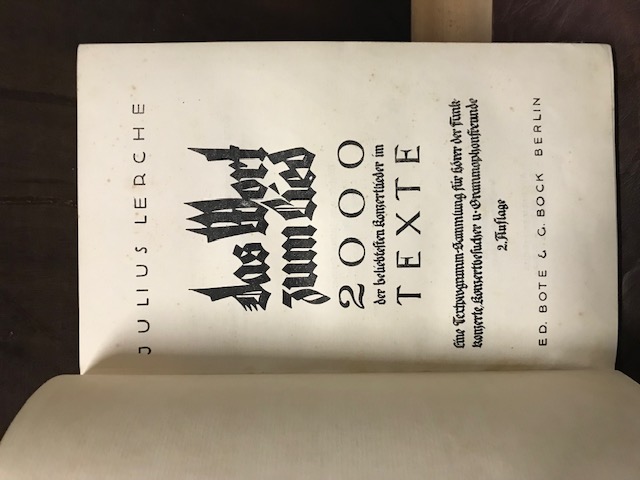 JULIUS LERCHE
Das Wort
zum Lied
2000
der beliebtesten Konzertlieder im
TEXTE
Eine Textprogramm-Sammlung für Hörer der Funk-
konzerte, Konzertbesucher u. Grammophonfreunde
2. Auflage
ED. BOTE & G. BOCK BERLIN